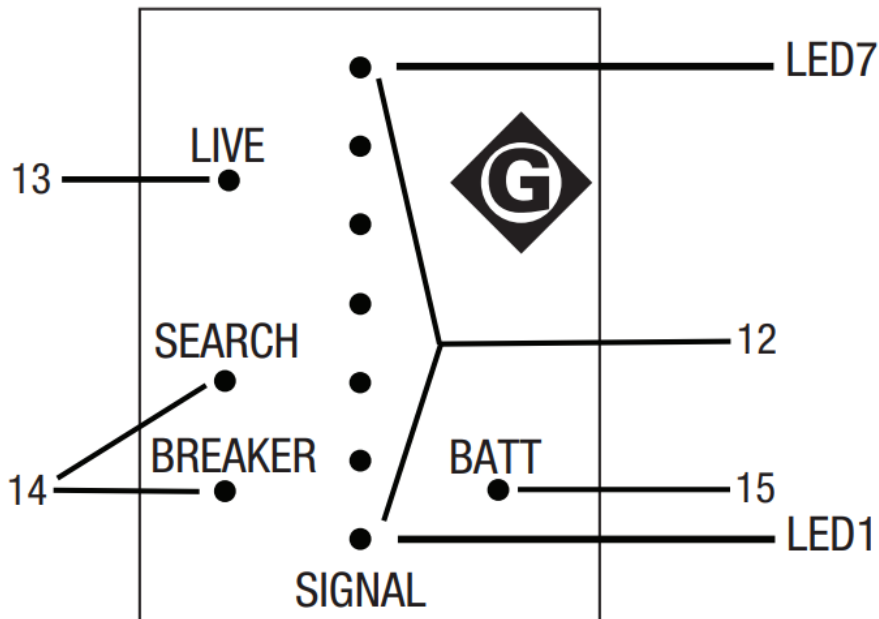 LED7
LIVE
13
G
SEARCH
12
BREAKER
BATT
14
15
LED1
SIGNAL